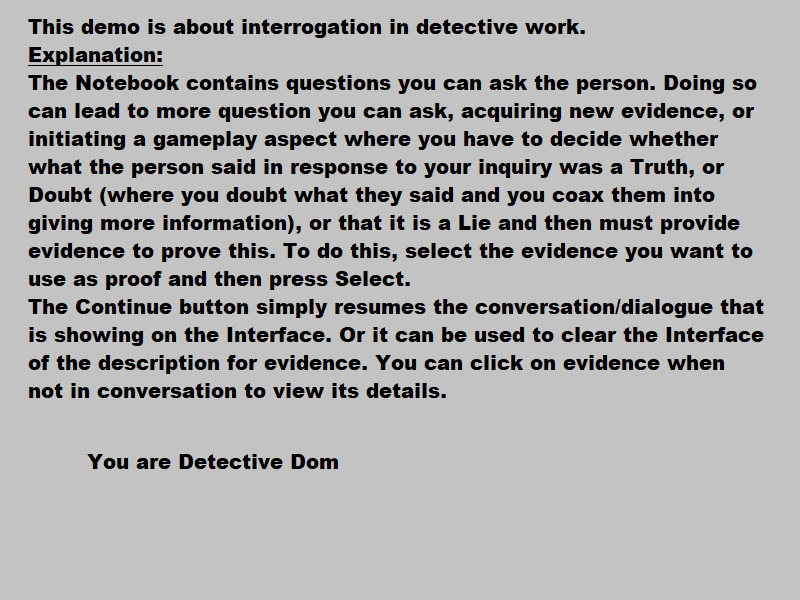 This demo is about interrogation in detective work.
Explanation:
The Notebook contains questions you can ask the person. Doing so
can lead to more question you can ask, acquiring new evidence, or
initiating a gameplay aspect where you have to decide whether
what the person said in response to your inquiry was a Truth, or
Doubt (where you doubt what they said and you coax them into
giving more information), or that it is a Lie and then must provide
evidence to prove this. To do this, select the evidence you want to
use as proof and then press Select.
The Continue button simply resumes the conversation/dialogue that
is showing on the Interface. Or it can be used to clear the Interface
of the description for evidence. You can click on evidence when
not in conversation to view its details.
You are Detective Dom